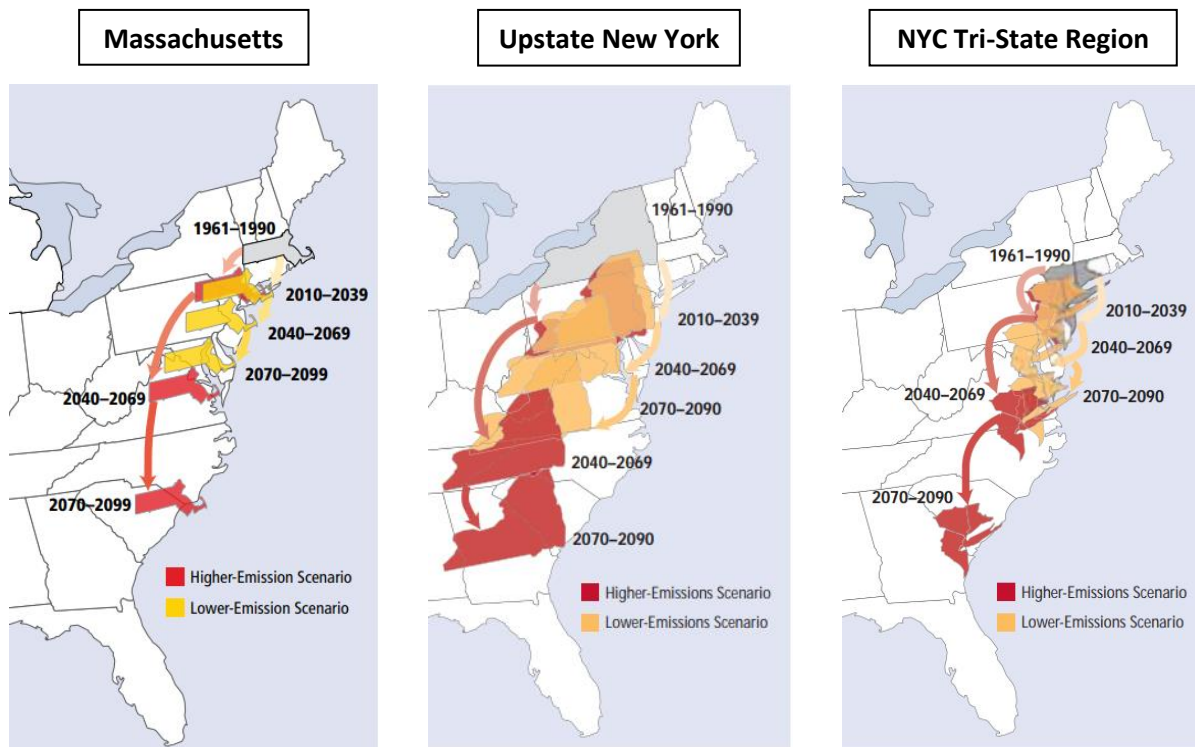 Massachusetts
1961–1990
2010–2039
2040–2069
2070–2099
2040–2069
2070–2099
Higher-Emission Scenario
Lower-Emission Scenario
Upstate New York
1961–1990
2010–2039
2040–2069
2070–2090
2040–2069
2070–2090
Higher-Emissions Scenario
Lower-Emissions Scenario
NYC Tri-State Region
1961–1990
2010–2039
2040–2069
2040–2069
2070–2090
2070–2090
Higher-Emissions Scenario
Lower-Emissions Scenario